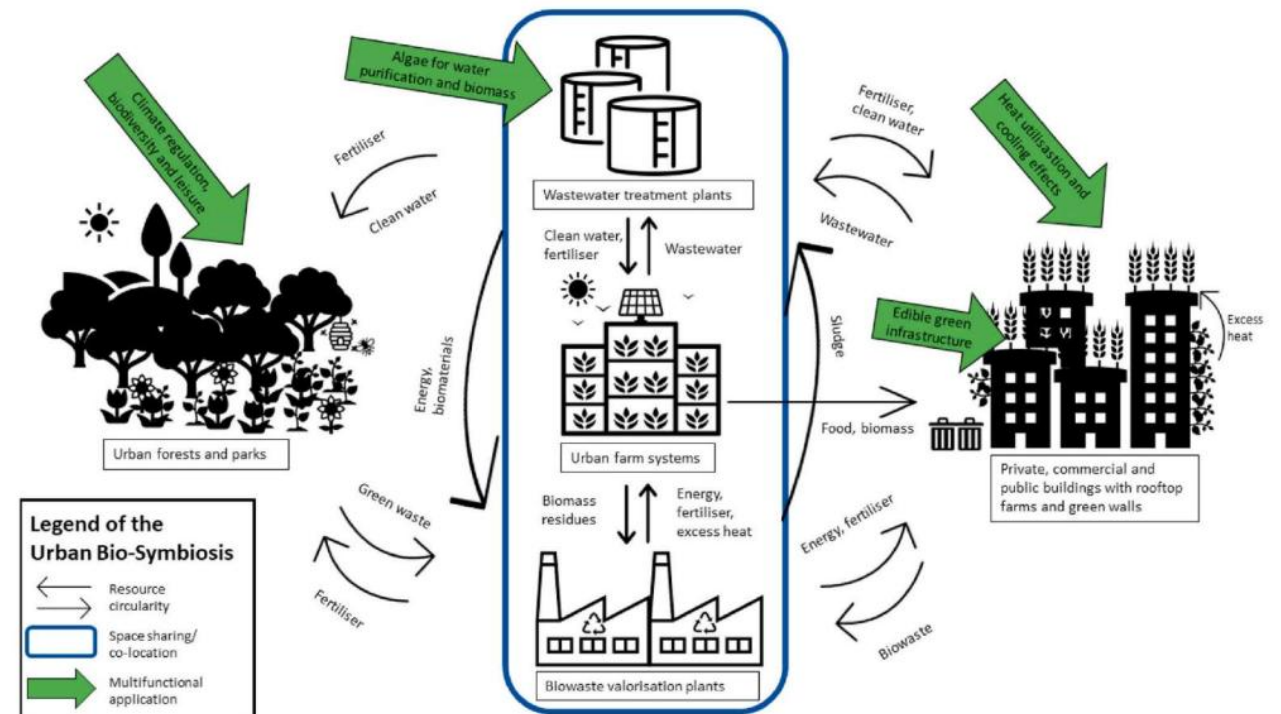 Climate regulation,
biodiversity and leisure
Algae for water
purification and biomass
Fertiliser
Clean water
Wastewater treatment plants
Clean water,
fertiliser
Wastewater
Fertiliser,
clean water
Wastewater
Heat utilisastion and
cooling effects
Edible green
infrastructure
Excess
heat
Energy,
biomaterials
Sludge
Food, biomass
Urban forests and parks
Urban farm systems
Private, commercial and
public buildings with rooftop
farms and green walls
Green waste
Fertiliser
Biomass
residues
Energy,
fertiliser,
excess heat
Energy, fertiliser
Biowaste
Biowaste valorisation plants
Legend of the
Urban Bio-Symbiosis
Resource
circularity
Space sharing/
co-location
Multifunctional
application